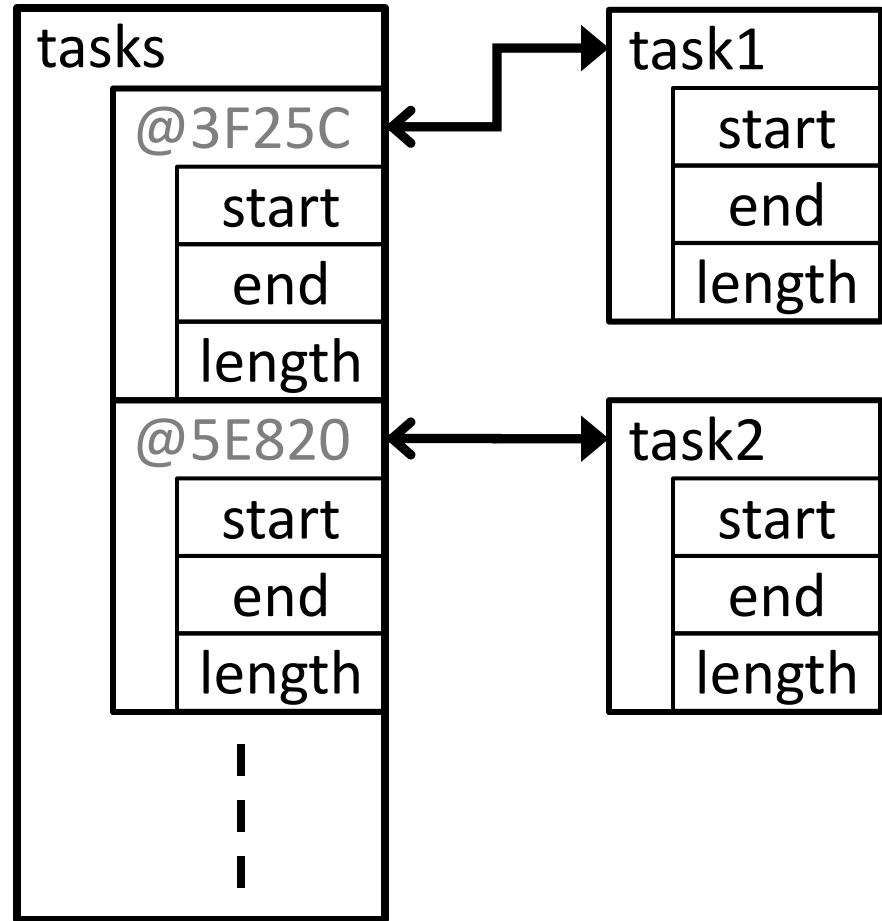 tasks
@3F25C
start
end
length
@5E820
start
end
length
task1
start
end
length
task2
start
end
length